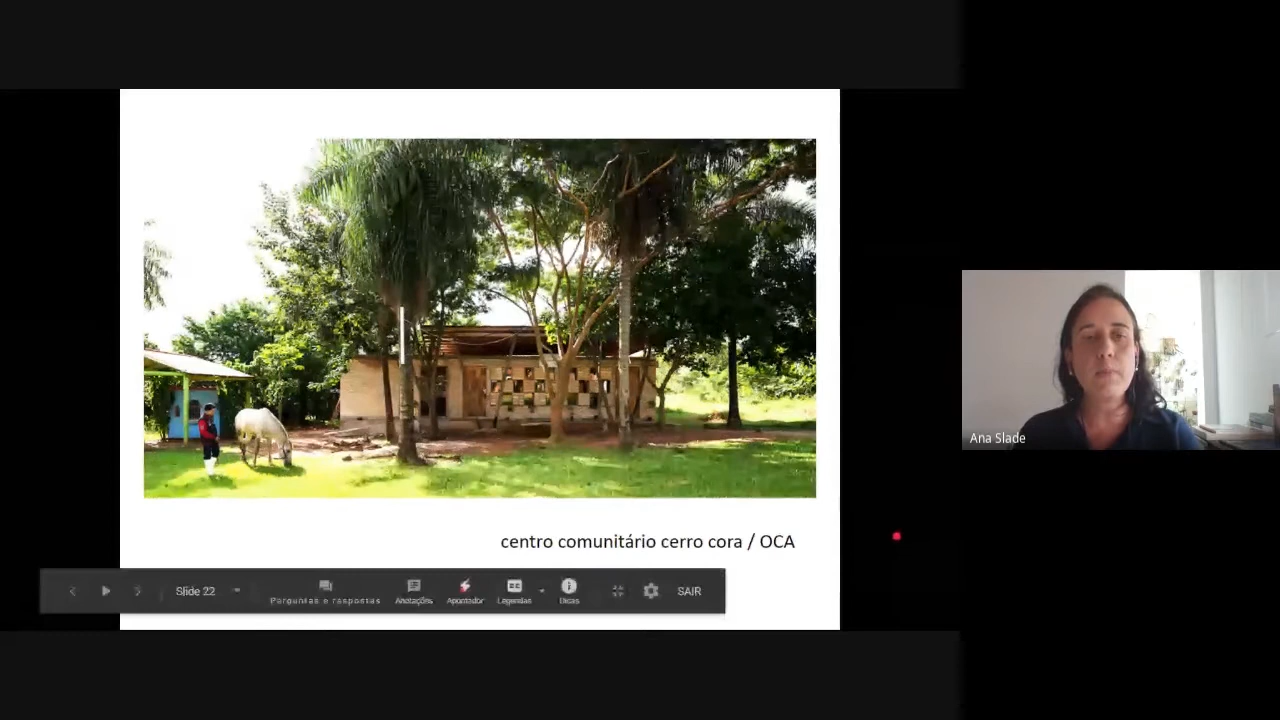 centro comunitário cerro cora / OCA
Ana Slade
Slide 22
Perguntas e respostas
Anotações
Apontador
Legendas
Dicas
SAIR